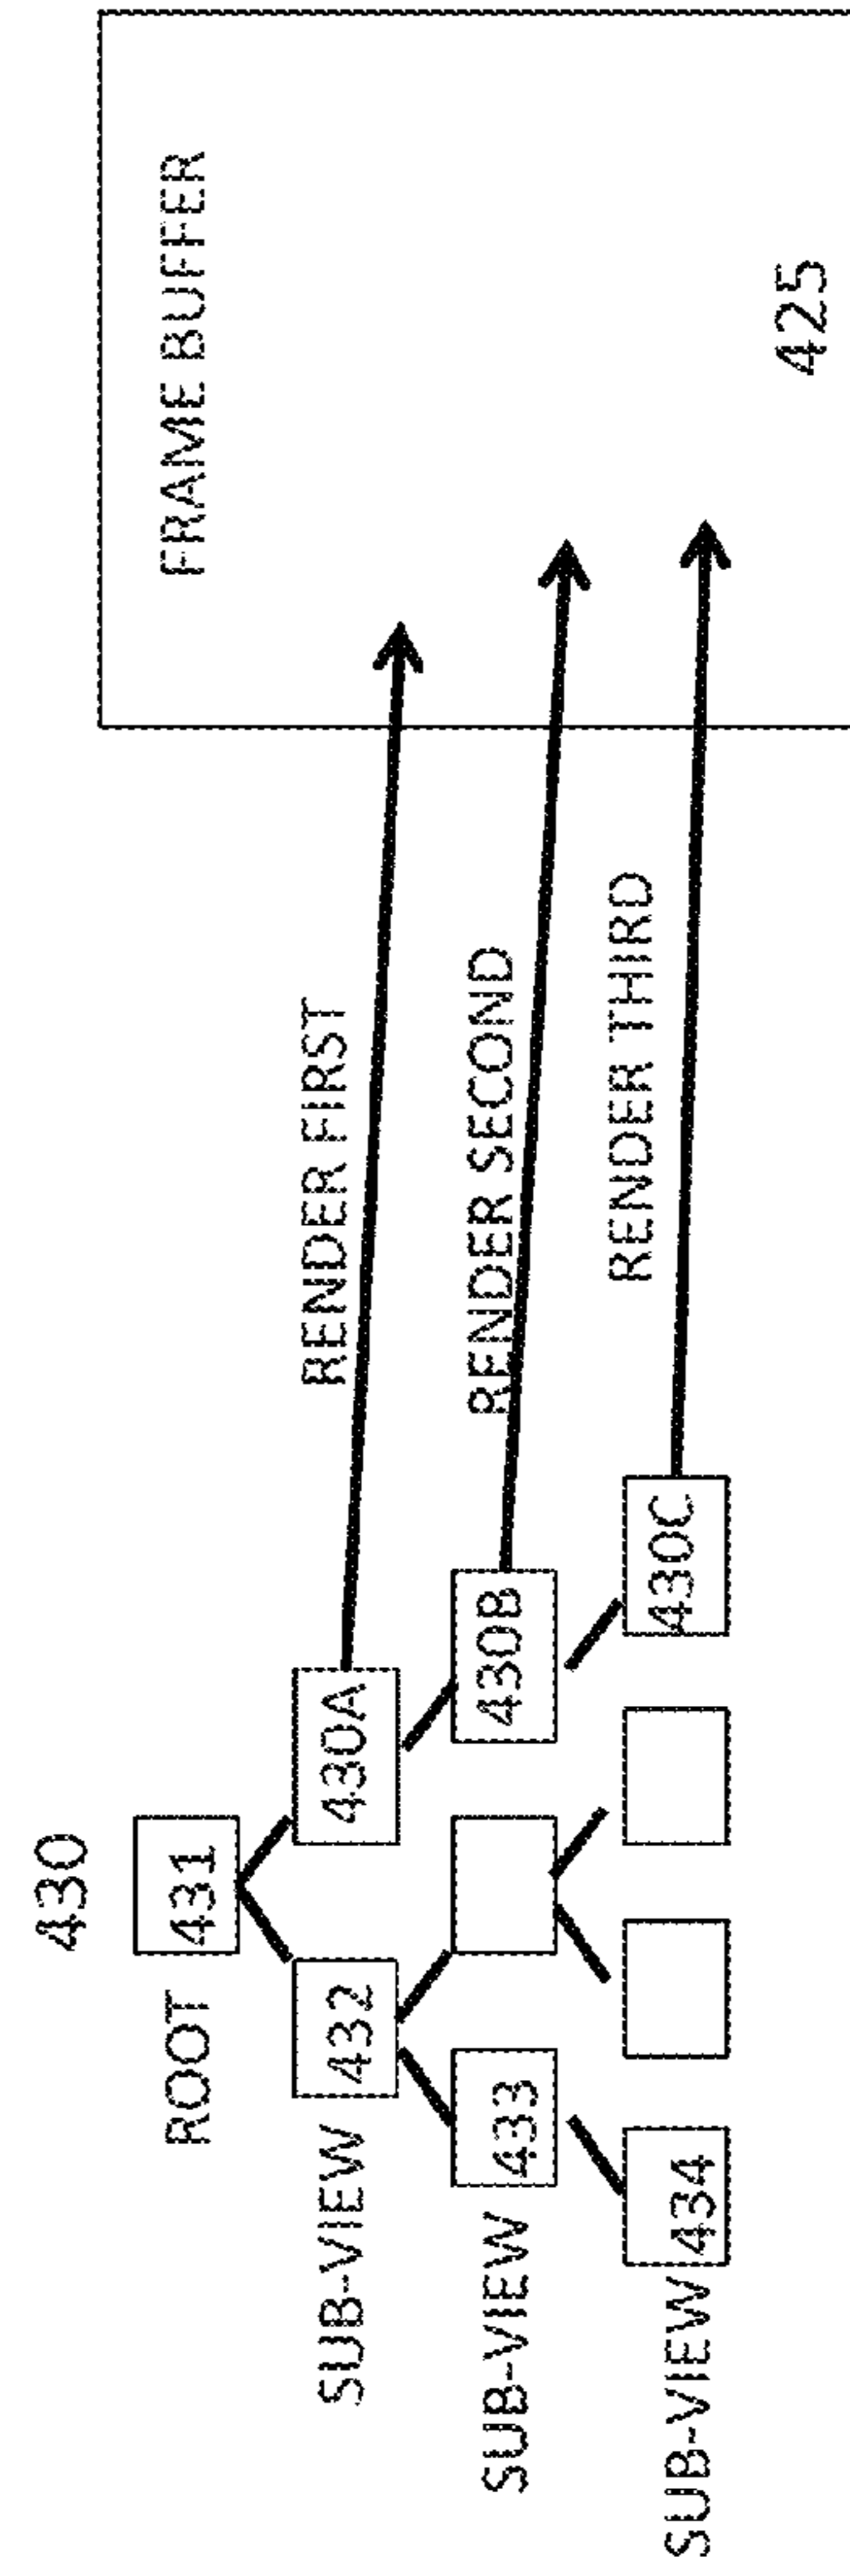 430
ROOT
431
FRAME BUFFER
SUB-VIEW
432
430A
RENDER FIRST
SUB-VIEW
433
430B
RENDER SECOND
SUB-VIEW
434
430C
RENDER THIRD
425